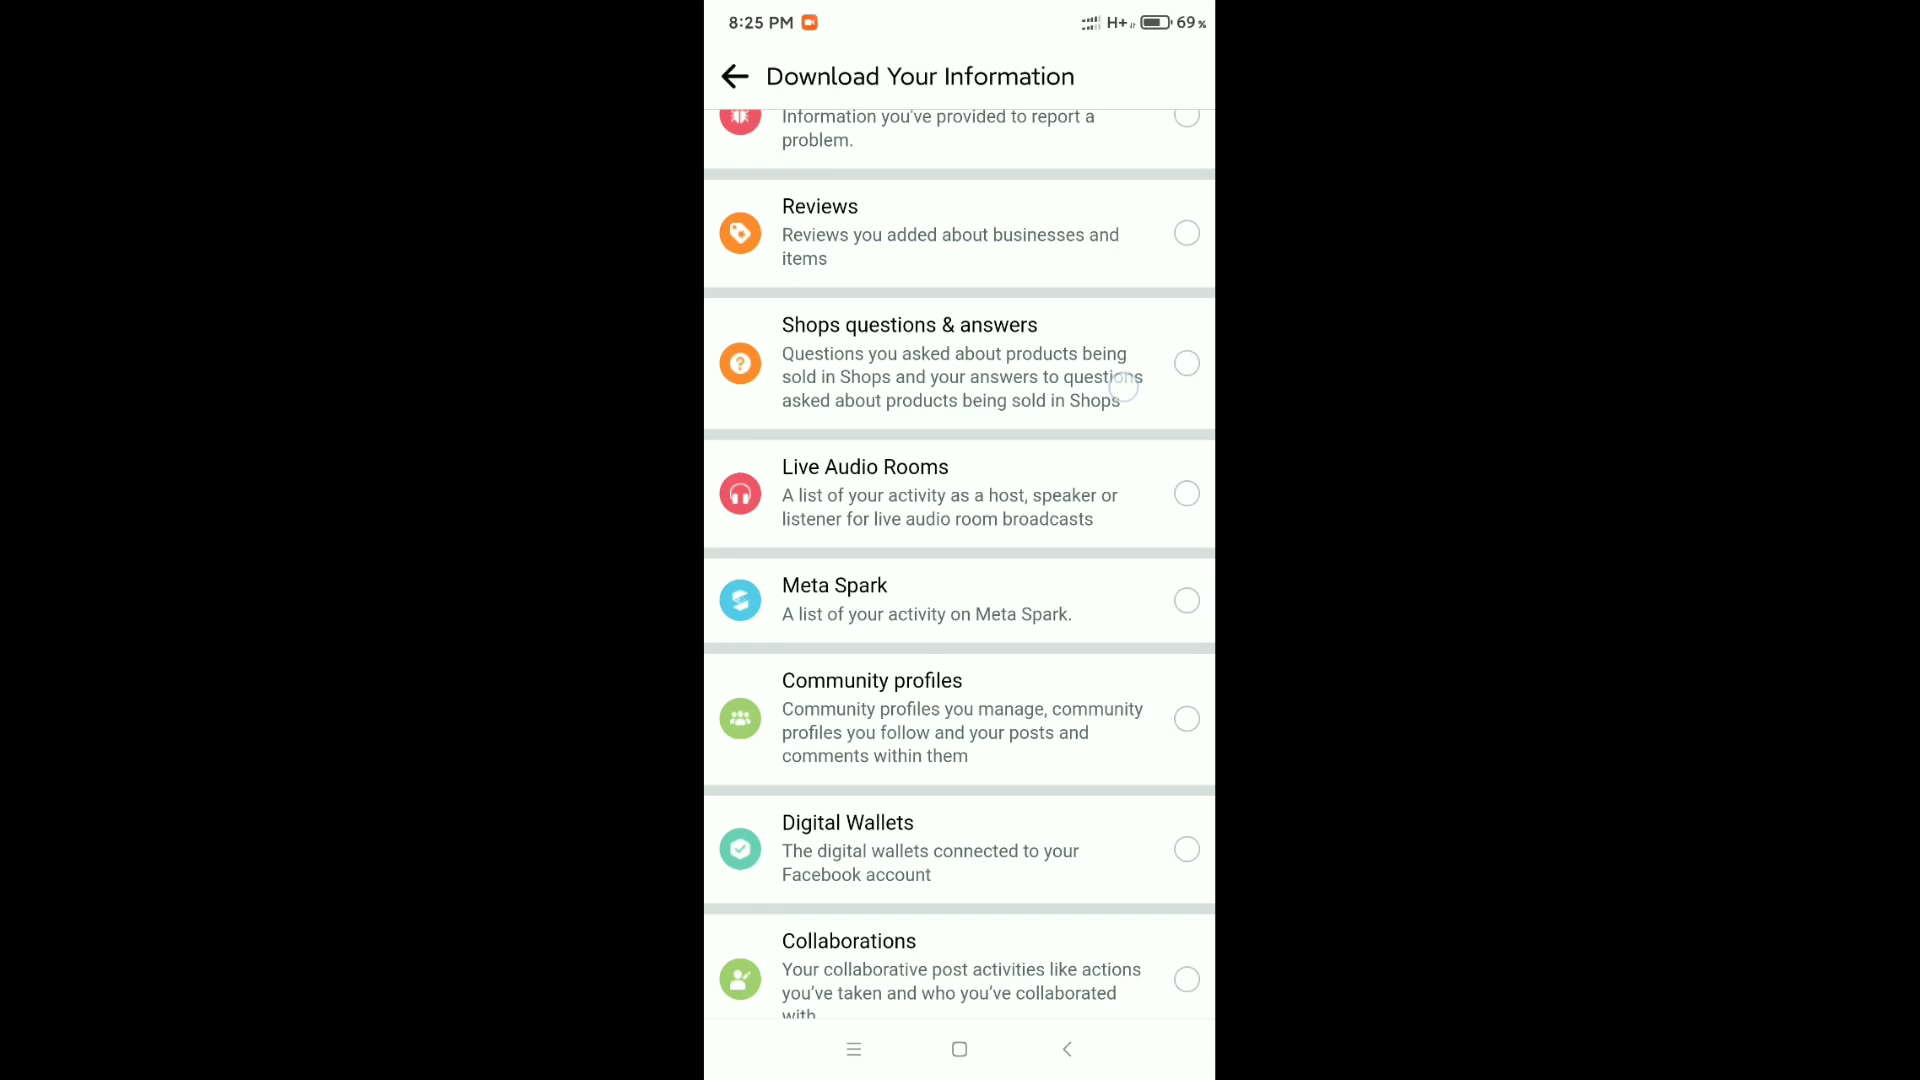 8:25 PM
H+ 69%
Download Your Information
Information you've provided to report a
problem.
Reviews
Reviews you added about businesses and
items
Shops questions & answers
Questions you asked about products being
sold in Shops and your answers to questions
asked about products being sold in Shops
Live Audio Rooms
A list of your activity as a host, speaker or
listener for live audio room broadcasts
Meta Spark
A list of your activity on Meta Spark.
Community profiles
Community profiles you manage, community
profiles you follow and your posts and
comments within them
Digital Wallets
The digital wallets connected to your
Facebook account
Collaborations
Your collaborative post activities like actions
you've taken and who you've collaborated
with